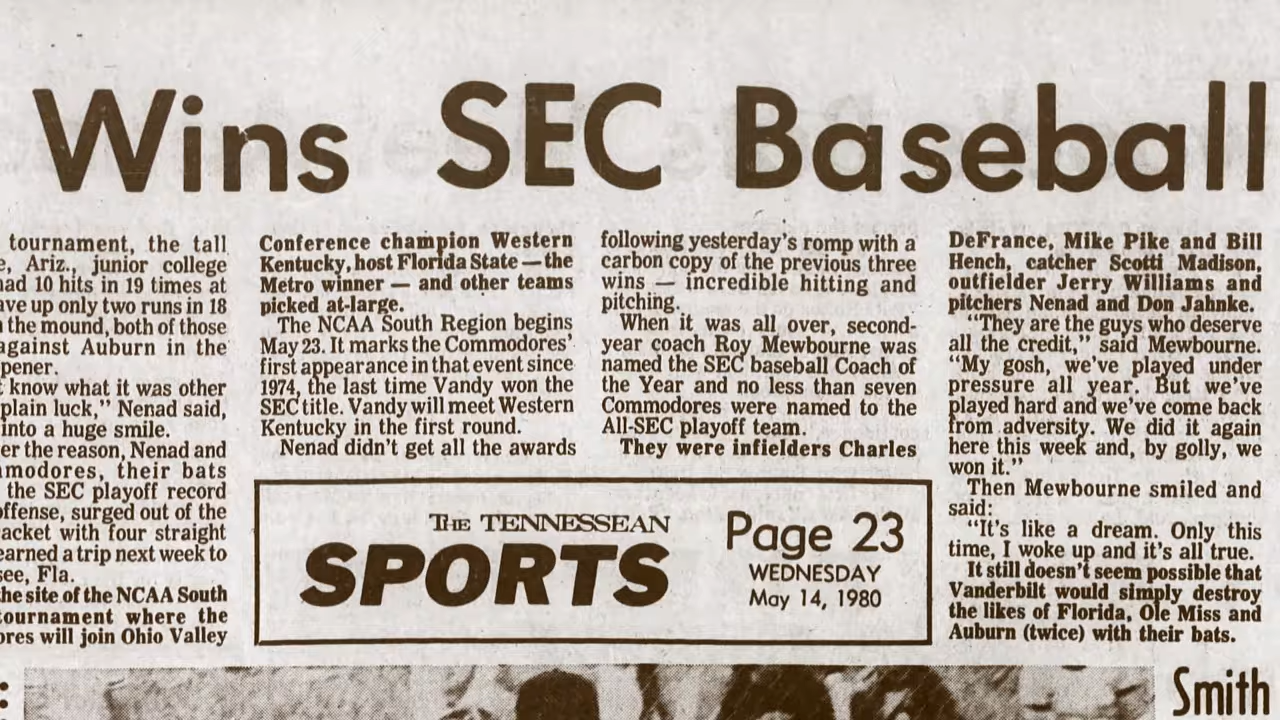 Wins SEC Baseball
tournament, the tall
e, Ariz., junior college
had 10 hits in 19 times at
ave up only two runs in 18
the mound, both of those
against Auburn in the
pener.
know what it was other
plain luck," Nenad said,
into a huge smile.
er the reason, Nenad and
modores, their bats
the SEC playoff record
offense, surged out of the
acket with four straight
earned a trip next week to
see, Fla.
the site of the NCAA South
tournament where the
ores will join Ohio Valley
Conference champion Western
Kentucky, host Florida State — the
Metro winner — and other teams
picked at-large.
The NCAA South Region begins
May 23. It marks the Commodores'
first appearance in that event since
1974, the last time Vandy won the
SEC title. Vandy will meet Western
Kentucky in the first round.
Nenad didn't get all the awards
following yesterday's romp with a
carbon copy of the previous three
wins — incredible hitting and
pitching.
When it was all over, second-
year coach Roy Mewbourne was
named the SEC baseball Coach of
the Year and no less than seven
Commodores were named to the
All-SEC playoff team.
They were infielders Charles
DeFrance, Mike Pike and Bill
Hench, catcher Scotti Madison,
outfielder Jerry Williams and
pitchers Nenad and Don Jahnke.
"They are the guys who deserve
all the credit," said Mewbourne.
"My gosh, we've played under
pressure all year. But we've
played hard and we've come back
from adversity. We did it again
here this week and, by golly, we
won it."
Then Mewbourne smiled and
said:
"It's like a dream. Only this
time, I woke up and it's all true.
It still doesn't seem possible that
Vanderbilt would simply destroy
the likes of Florida, Ole Miss and
Auburn (twice) with their bats.
THE TENNESSEAN
SPORTS
Page 23
WEDNESDAY
May 14, 1980
Smith